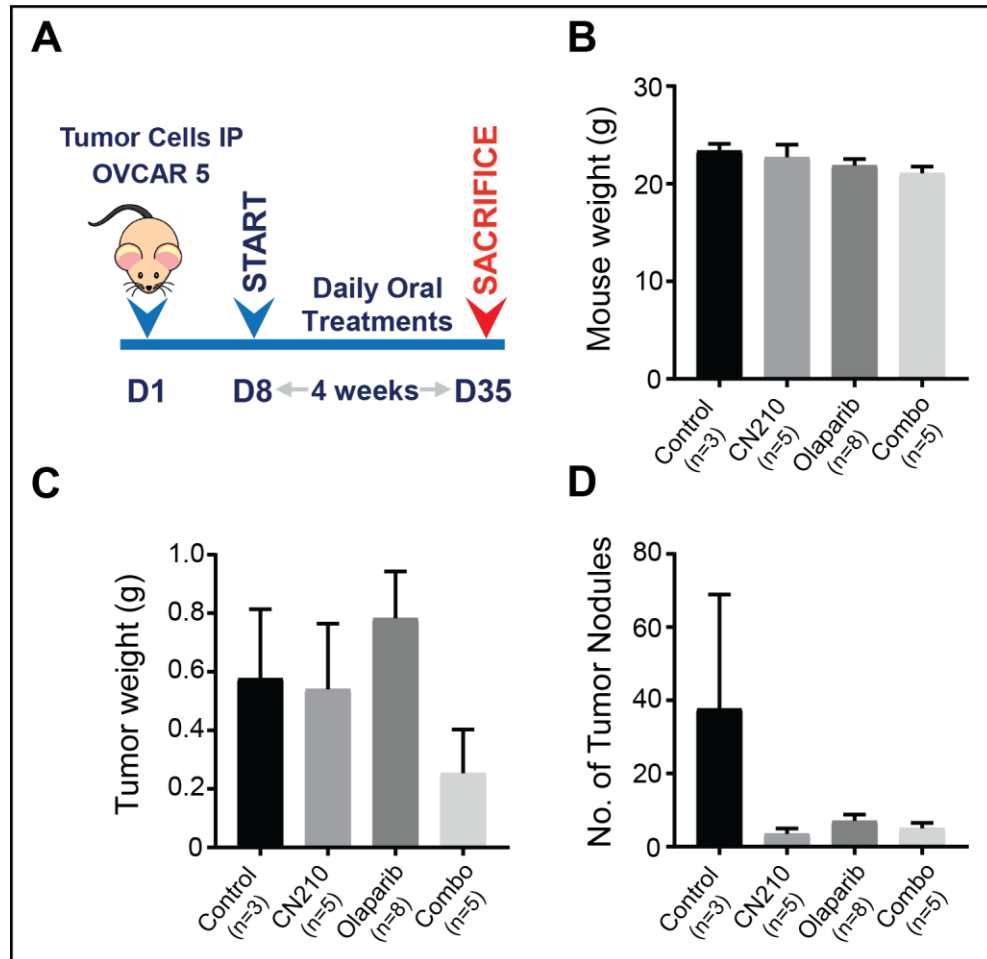 A
Tumor Cells IP
OVCAR 5
START
SACRIFICE
Daily Oral
Treatments
D1
D8
4 weeks
D35
B
Mouse weight (g)
30
20
10
0
Control
(n=3)
CN210
(n=5)
Olaparib
(n=8)
Combo
(n=5)
C
Tumor weight (g)
1.0
0.8
0.6
0.4
0.2
0
Control
(n=3)
CN210
(n=5)
Olaparib
(n=8)
Combo
(n=5)
D
No. of Tumor Nodules
80
60
40
20
0
Control
(n=3)
CN210
(n=5)
Olaparib
(n=8)
Combo
(n=5)